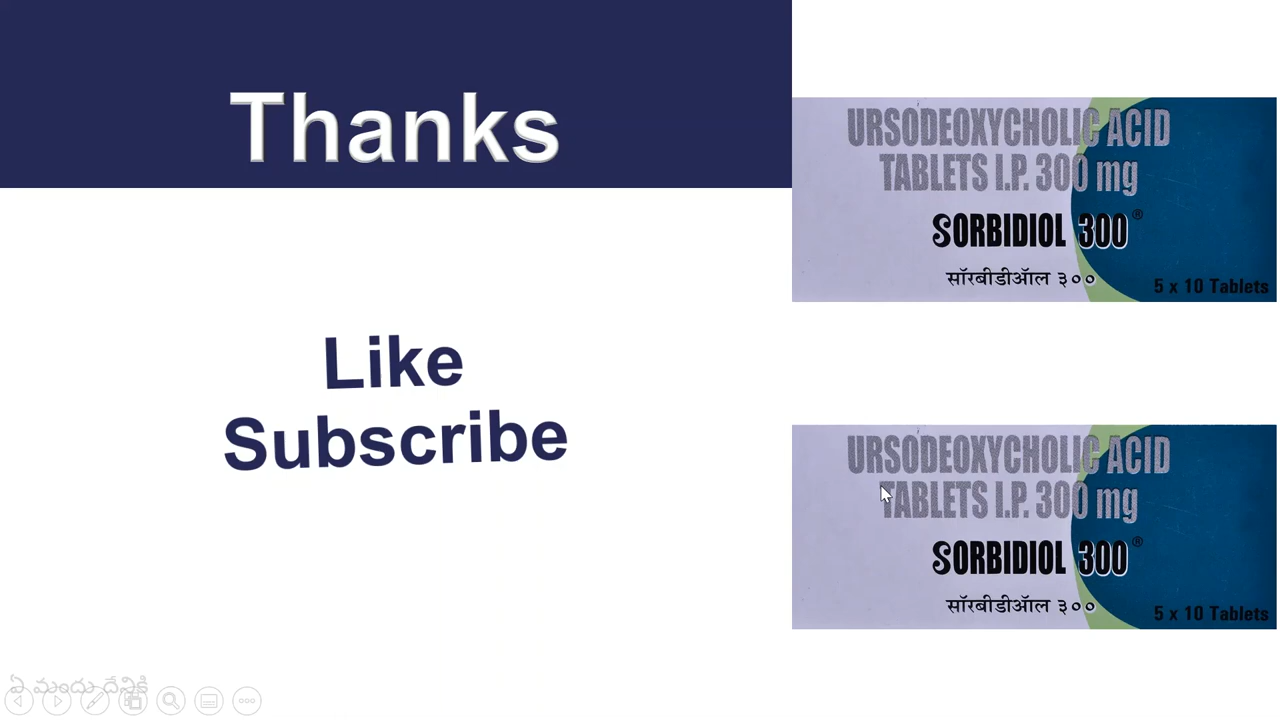 Thanks
Like
Subscribe
URSODEOXYCHOLIC ACID
TABLETS I.P. 300 mg
SORBIDIOL 300®
सॉरबीडीऑल ३००
5 x 10 Tablets
URSODEOXYCHOLIC ACID
TABLETS I.P. 300 mg
SORBIDIOL 300®
सॉरबीडीऑल ३००
5 x 10 Tablets
ఏ మందు దేనికి